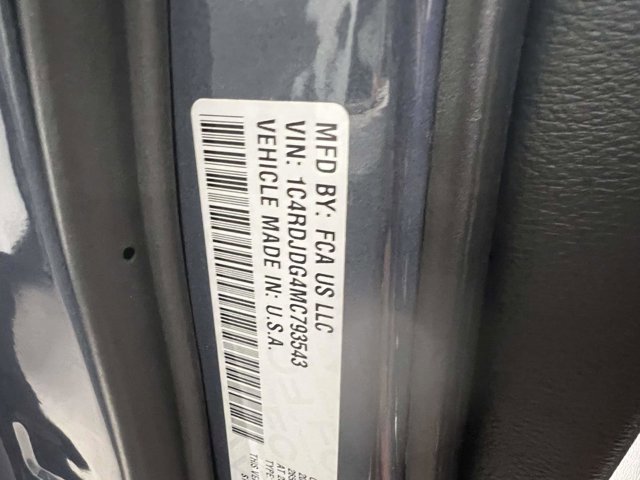 MFD BY: FCA US LLC
VIN: 1C4RDJDG4MC793543
VEHICLE MADE IN: U.S.A.